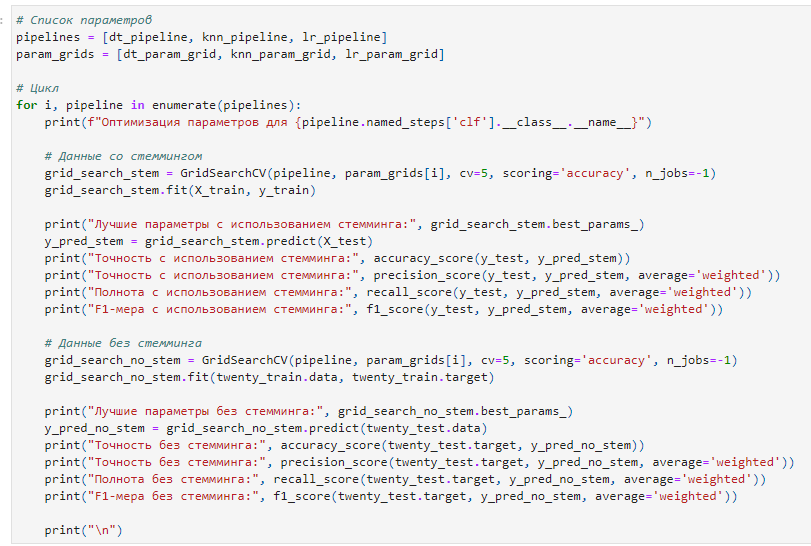 # Список параметров
pipelines = [dt_pipeline, knn_pipeline, lr_pipeline]
param_grids = [dt_param_grid, knn_param_grid, lr_param_grid]

# Цикл
for i, pipeline in enumerate(pipelines):
    print(f"Оптимизация параметров для {pipeline.named_steps['clf'].__class__.__name__}")

    # Данные со стеммингом
    grid_search_stem = GridSearchCV(pipeline, param_grids[i], cv=5, scoring='accuracy', n_jobs=-1)
    grid_search_stem.fit(X_train, y_train)

    print("Лучшие параметры с использованием стемминга:", grid_search_stem.best_params_)
    y_pred_stem = grid_search_stem.predict(X_test)
    print("Точность с использованием стемминга:", accuracy_score(y_test, y_pred_stem))
    print("Точность с использованием стемминга:", precision_score(y_test, y_pred_stem, average='weighted'))
    print("Полнота с использованием стемминга:", recall_score(y_test, y_pred_stem, average='weighted'))
    print("F1-мера с использованием стемминга:", f1_score(y_test, y_pred_stem, average='weighted'))

    # Данные без стемминга
    grid_search_no_stem = GridSearchCV(pipeline, param_grids[i], cv=5, scoring='accuracy', n_jobs=-1)
    grid_search_no_stem.fit(twenty_train.data, twenty_train.target)

    print("Лучшие параметры без стемминга:", grid_search_no_stem.best_params_)
    y_pred_no_stem = grid_search_no_stem.predict(twenty_test.data)
    print("Точность без стемминга:", accuracy_score(twenty_test.target, y_pred_no_stem))
    print("Точность без стемминга:", precision_score(twenty_test.target, y_pred_no_stem, average='weighted'))
    print("Полнота без стемминга:", recall_score(twenty_test.target, y_pred_no_stem, average='weighted'))
    print("F1-мера без стемминга:", f1_score(twenty_test.target, y_pred_no_stem, average='weighted'))

    print("\n")